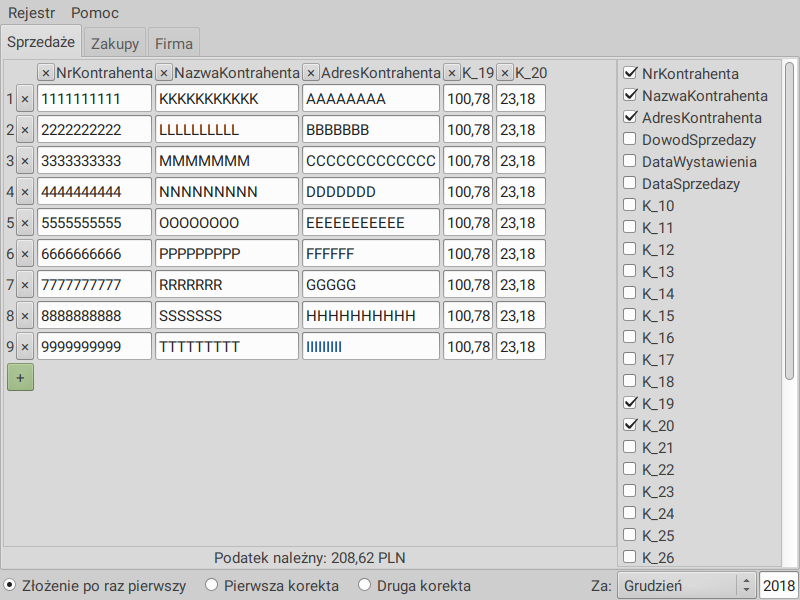 Rejestr Pomoc
Sprzedaże Zakupy Firma
× NrKontrahenta × NazwaKontrahenta × AdresKontrahenta × K_19 × K_20
1 × 1111111111 KKKKKKKKKKK AAAAAAAA 100,78 23,18
2 × 2222222222 LLLLLLLLLL BBBBBBB 100,78 23,18
3 × 3333333333 MMMMMMM CCCCCCCCCCCCC 100,78 23,18
4 × 4444444444 NNNNNNNNN DDDDDDD 100,78 23,18
5 × 5555555555 OOOOOOOO EEEEEEEEEEE 100,78 23,18
6 × 6666666666 PPPPPPPPP FFFFFF 100,78 23,18
7 × 7777777777 RRRRRRR GGGGG 100,78 23,18
8 × 8888888888 SSSSSSS HHHHHHHHHH 100,78 23,18
9 × 9999999999 TTTTTTTTT IIIIIIIII 100,78 23,18
+
NrKontrahenta
NazwaKontrahenta
AdresKontrahenta
DowodSprzedazy
DataWystawienia
DataSprzedazy
K_10
K_11
K_12
K_13
K_14
K_15
K_16
K_17
K_18
K_19
K_20
K_21
K_22
K_23
K_24
K_25
K_26
Podatek należny: 208,62 PLN
Złożenie po raz pierwszy Pierwsza korekta Druga korekta Za: Grudzień 2018